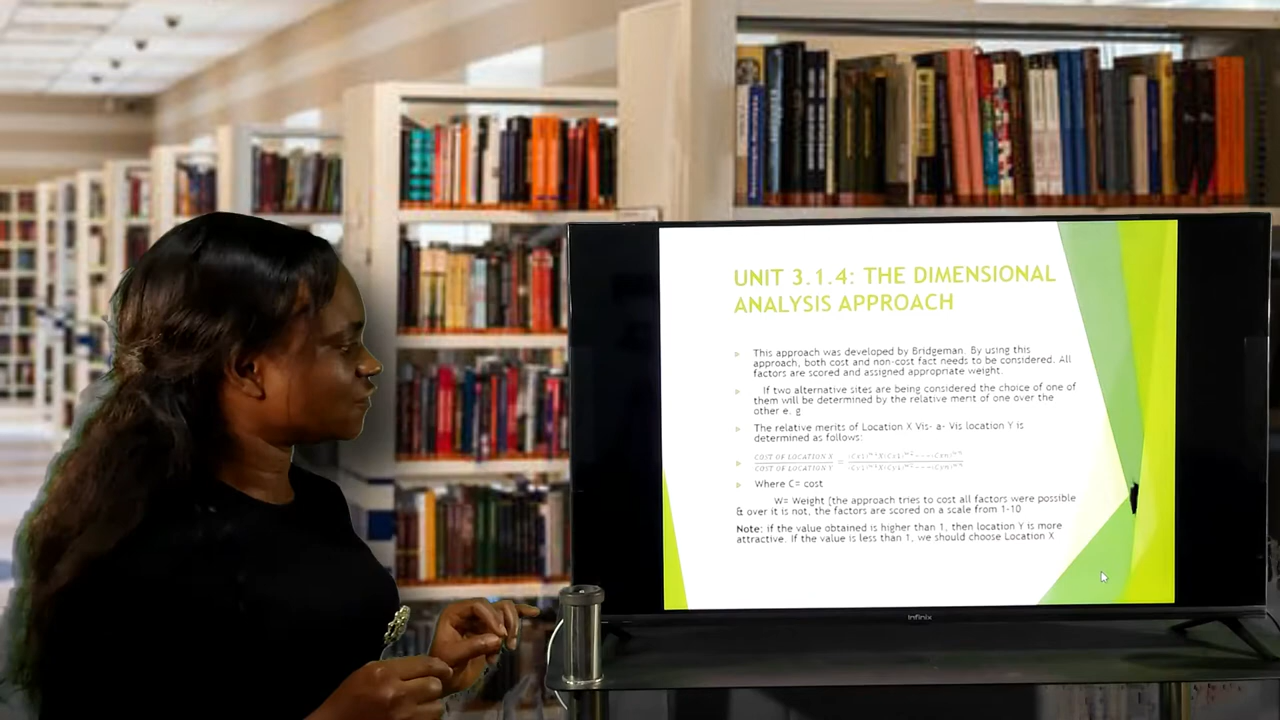 UNIT 3.1.4: THE DIMENSIONAL
ANALYSIS APPROACH
This approach was developed by Bridgeman. By using this
approach, both cost and non-cost fact needs to be considered. All
factors are scored and assigned appropriate weight.
If two alternative sites are being considered the choice of one of
them will be determined by the relative merit of one over the
other e. g
The relative merits of Location X Vis- a- Vis location Y is
determined as follows:
COST OF LOCATION X
COST OF LOCATION Y
Where C= cost
W= Weight (the approach tries to cost all factors were possible
& over it is not, the factors are scored on a scale from 1-10
Note: if the value obtained is higher than 1, then location Y is more
attractive. If the value is less than 1, we should choose Location X
Infinix